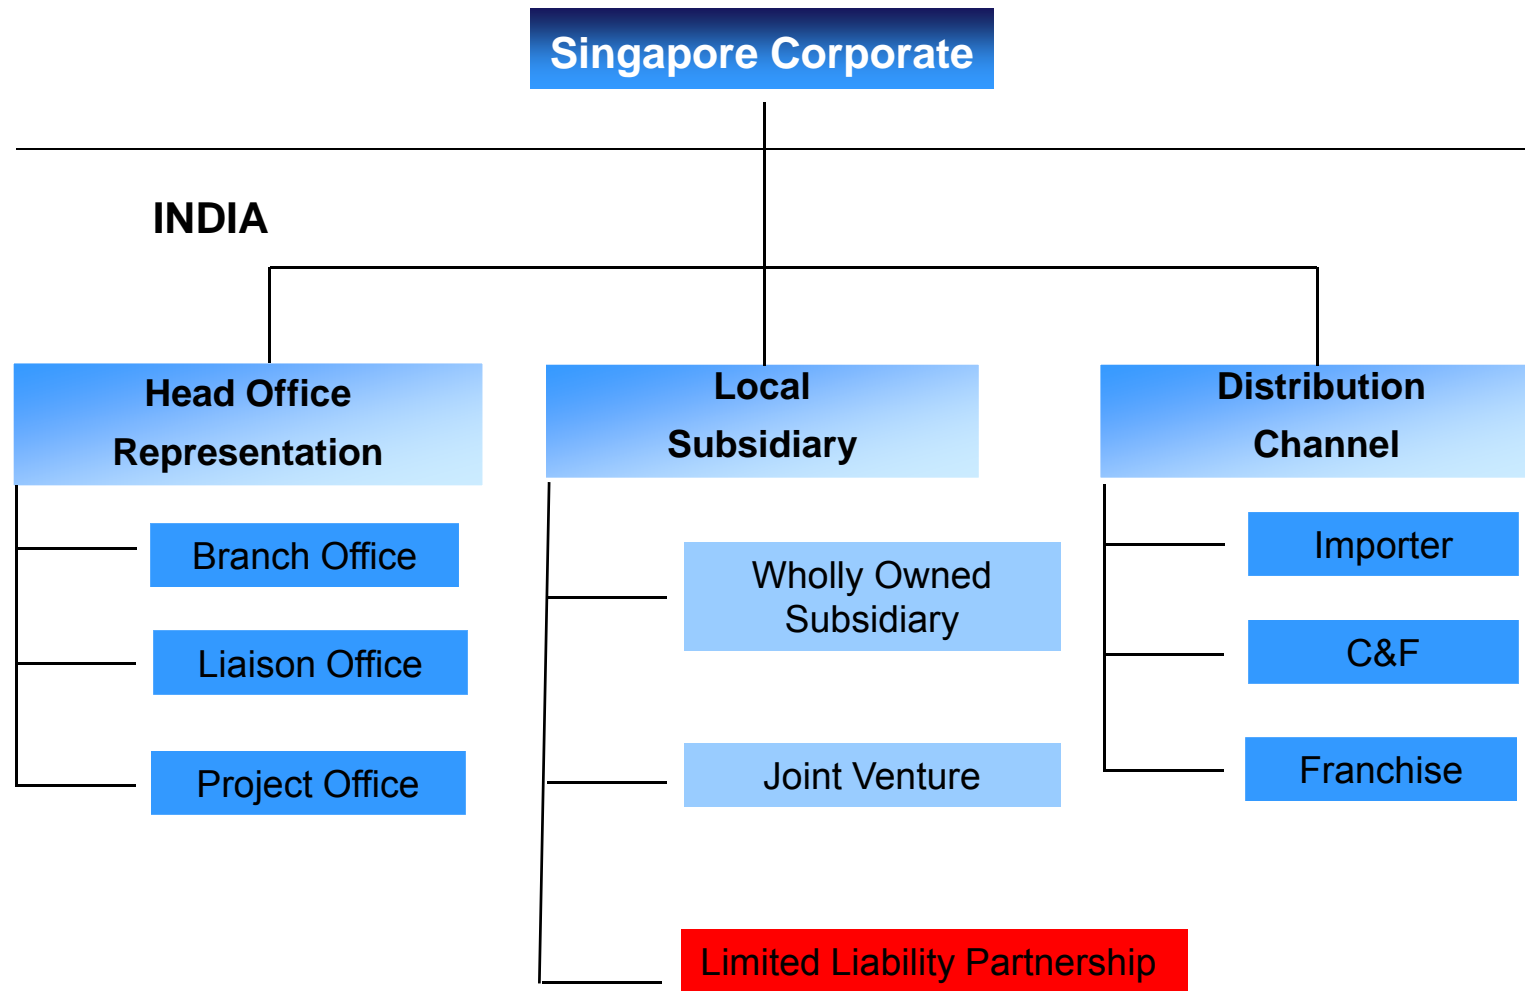 Singapore Corporate
INDIA
Head Office
Representation
Branch Office
Liaison Office
Project Office
Local
Subsidiary
Wholly Owned
Subsidiary
Joint Venture
Limited Liability Partnership
Distribution
Channel
Importer
C&F
Franchise